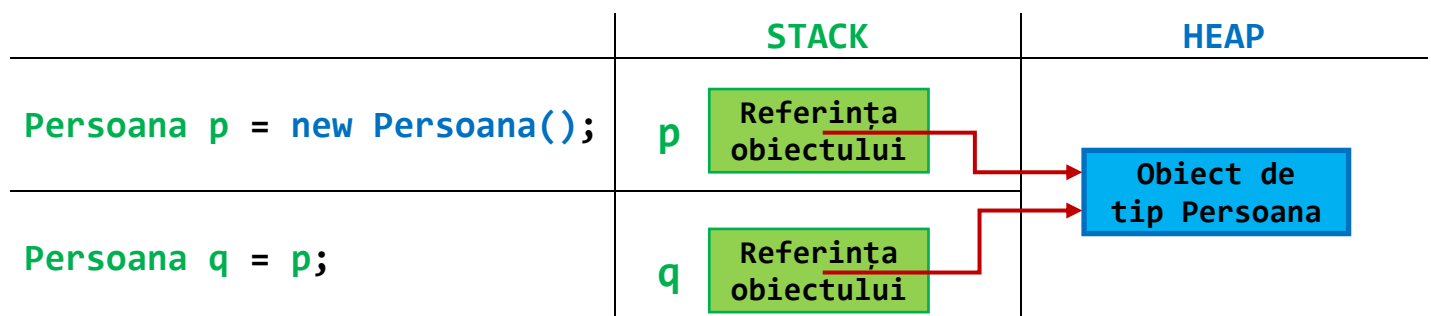 STACK HEAP
Persoana p = new Persoana(); p Referința
obiectului
Obiect de
tip Persoana
Persoana q = p; q Referința
obiectului